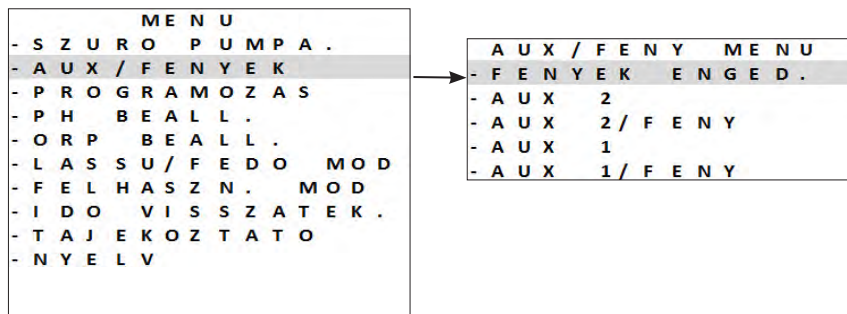 MENU
- SZURO PUMPA.
- AUX/FENYEK
- PROGRAMOZAS
- PH BEALL.
- ORP BEALL.
- LASSU/FEDO MOD
- FELHASZN. MOD
- IDO VISSZATEK.
- TAJEKOZTATO
- NYELV
AUX/FENY MENU
- FENYEK ENGED.
- AUX 2
- AUX 2/FENY
- AUX 1
- AUX 1/FENY